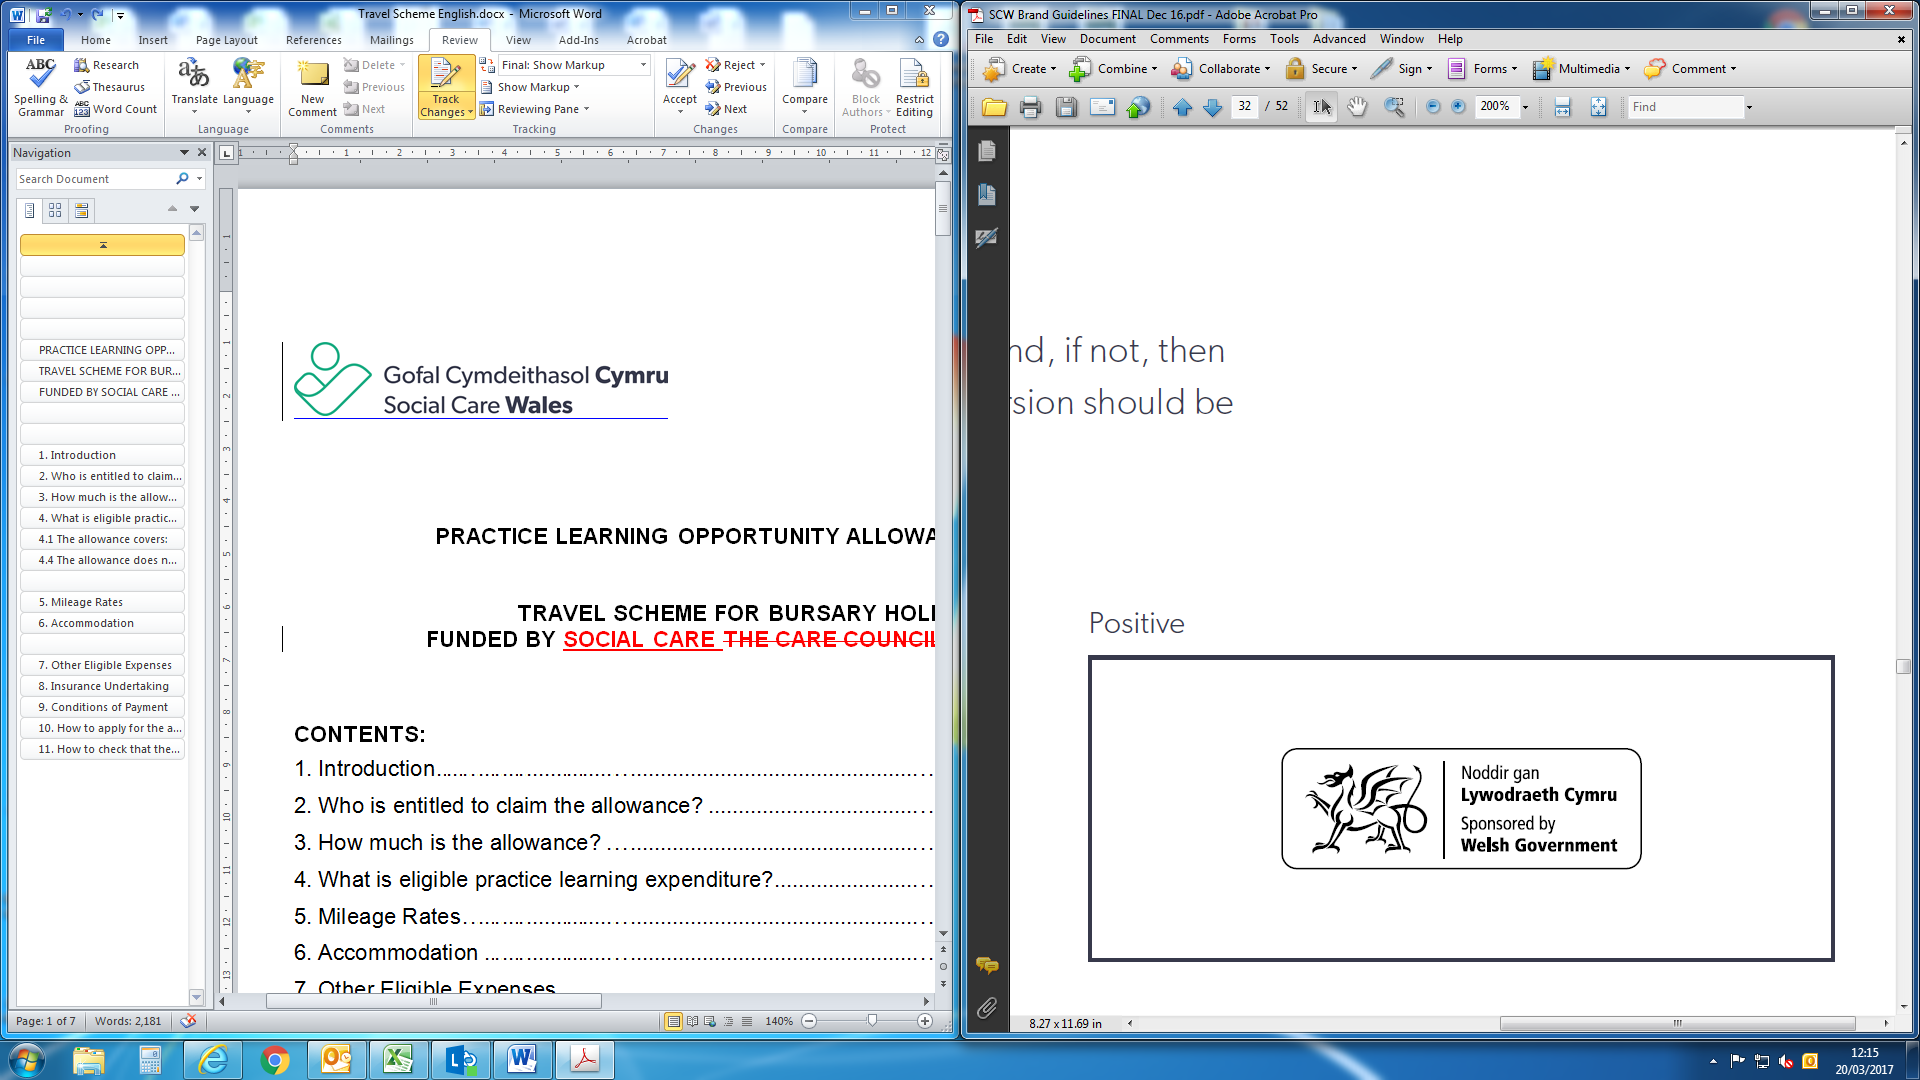 Travel Scheme English.docx - Microsoft Word
File Home Insert Page Layout References Mailings Review View Add-Ins Acrobat
ABC
Spelling & Grammar
Research
Thesaurus
Word Count
Proofing
Translate
Language
Language
New Comment
Delete
Previous
Next
Comments
Track Changes
Final: Show Markup
Show Markup
Reviewing Pane
Tracking
Accept
Reject
Previous
Next
Changes
Compare
Compare
Block Authors
Restrict Editing
Protect
Navigation
Search Document
PRACTICE LEARNING OPP...
TRAVEL SCHEME FOR BUR...
FUNDED BY SOCIAL CARE ...
1. Introduction
2. Who is entitled to claim...
3. How much is the allow...
4. What is eligible practic...
4.1 The allowance covers:
4.4 The allowance does n...
5. Mileage Rates
6. Accommodation
7. Other Eligible Expenses
8. Insurance Undertaking
9. Conditions of Payment
10. How to apply for the a...
11. How to check that the...
Gofal Cymdeithasol Cymru
Social Care Wales
PRACTICE LEARNING OPPORTUNITY ALLOWA
TRAVEL SCHEME FOR BURSARY HOL
FUNDED BY SOCIAL CARE THE CARE COUNCIL
CONTENTS:
1. Introduction
2. Who is entitled to claim the allowance?
3. How much is the allowance?
4. What is eligible practice learning expenditure?
5. Mileage Rates
6. Accommodation
7. Other Eligible Expenses
Page: 1 of 7
Words: 2,181
140%
SCW Brand Guidelines FINAL Dec 16.pdf - Adobe Acrobat Pro
File Edit View Document Comments Forms Tools Advanced Window Help
Create Combine Collaborate Secure Sign Forms Multimedia Comment
32 / 52
200%
Find
nd, if not, then
rsion should be
Positive
Noddir gan
Lywodraeth Cymru
Sponsored by
Welsh Government
8.27 x 11.69 in
12:15
20/03/2017